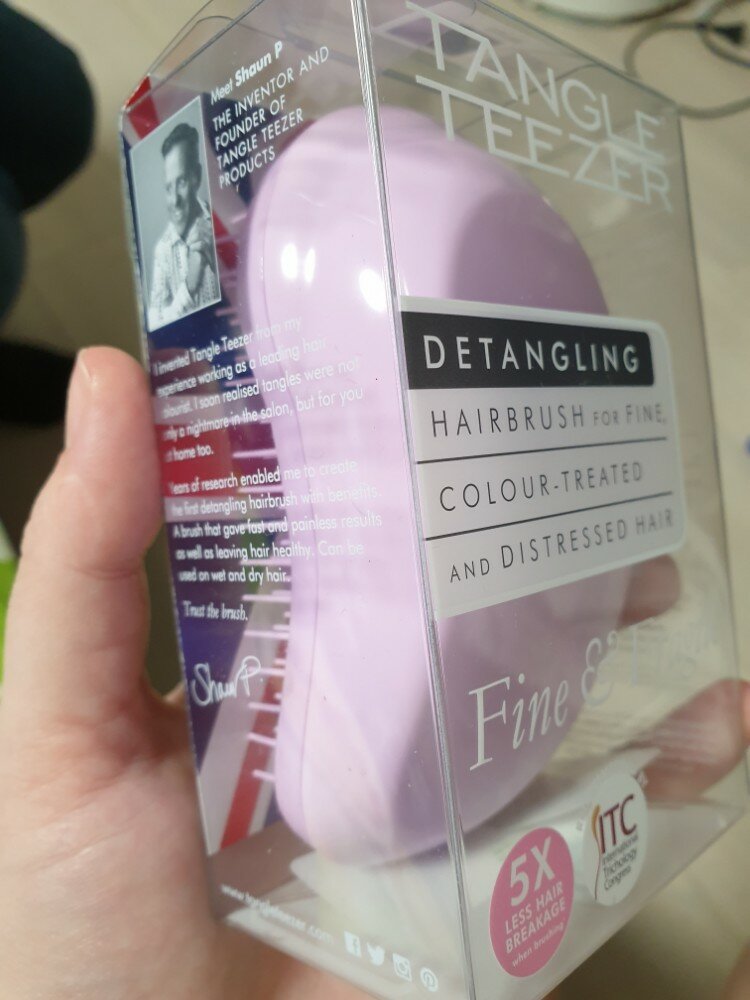 Meet Shaun P
THE INVENTOR AND
FOUNDER OF
TANGLE TEEZER
PRODUCTS
I invented Tangle Teezer from my
experience working as a leading hair
colourist. I soon realised tangles were not
only a nightmare in the salon, but for you
at home too.
Years of research enabled me to create
the first detangling hairbrush with benefits.
A brush that gave fast and painless results
as well as leaving hair healthy. Can be
used on wet and dry hair.
Trust the brush.
Shaun P.
www.tangleteezer.com
TANGLE
TEEZER
DETANGLING
HAIRBRUSH FOR FINE,
COLOUR-TREATED
AND DISTRESSED HAIR
Fine &
5X
LESS HAIR
BREAKAGE
when brushing
ITC
International
Trichology
Congress